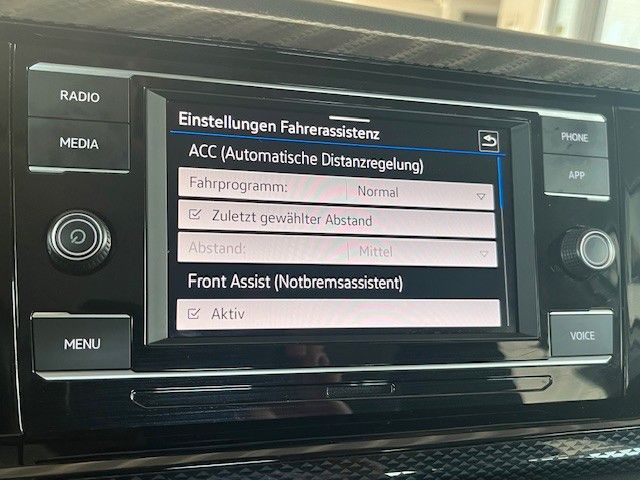 RADIO
MEDIA
MENU
Einstellungen Fahrerassistenz
ACC (Automatische Distanzregelung)
Fahrprogramm: Normal
Zuletzt gewählter Abstand
Abstand: Mittel
Front Assist (Notbremsassistent)
Aktiv
PHONE
APP
VOICE